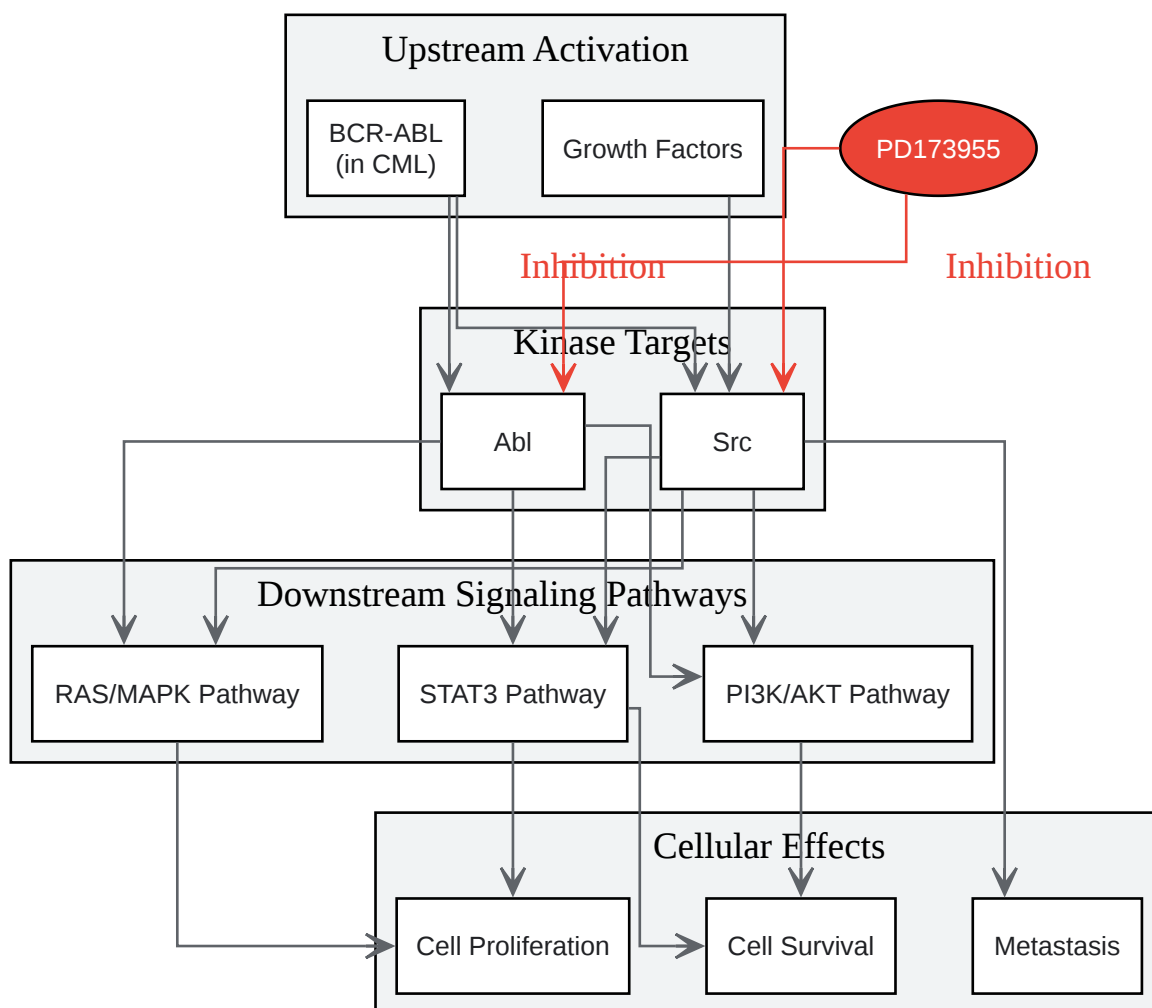 Upstream Activation
BCR-ABL
(in CML)
Growth Factors
PD173955
Inhibition
Inhibition
Kinase Targets
Abl
Src
Downstream Signaling Pathways
RAS/MAPK Pathway
STAT3 Pathway
PI3K/AKT Pathway
Cellular Effects
Cell Proliferation
Cell Survival
Metastasis